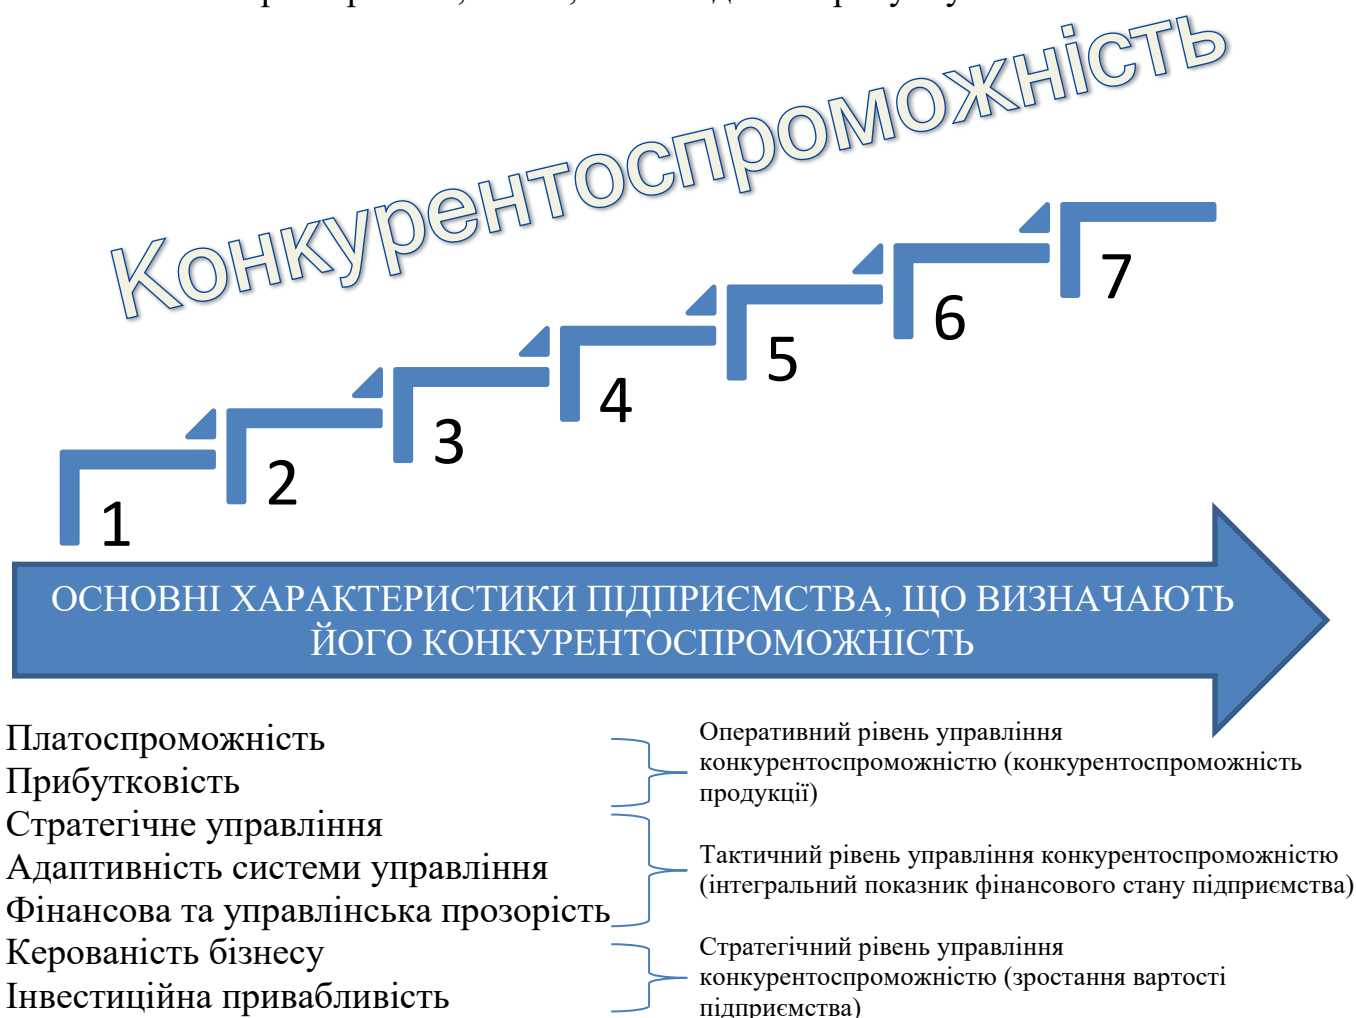 Конкурентоспроможність
1
2
3
4
5
6
7
ОСНОВНІ ХАРАКТЕРИСТИКИ ПІДПРИЄМСТВА, ЩО ВИЗНАЧАЮТЬ
ЙОГО КОНКУРЕНТОСПРОМОЖНІСТЬ
Платоспроможність
Прибутковість
Стратегічне управління
Адаптивність системи управління
Фінансова та управлінська прозорість
Керованість бізнесу
Інвестиційна привабливість
Оперативний рівень управління
конкурентоспроможністю (конкурентоспроможність
продукції)
Тактичний рівень управління конкурентоспроможністю
(інтегральний показник фінансового стану підприємства)
Стратегічний рівень управління
конкурентоспроможністю (зростання вартості
підприємства)